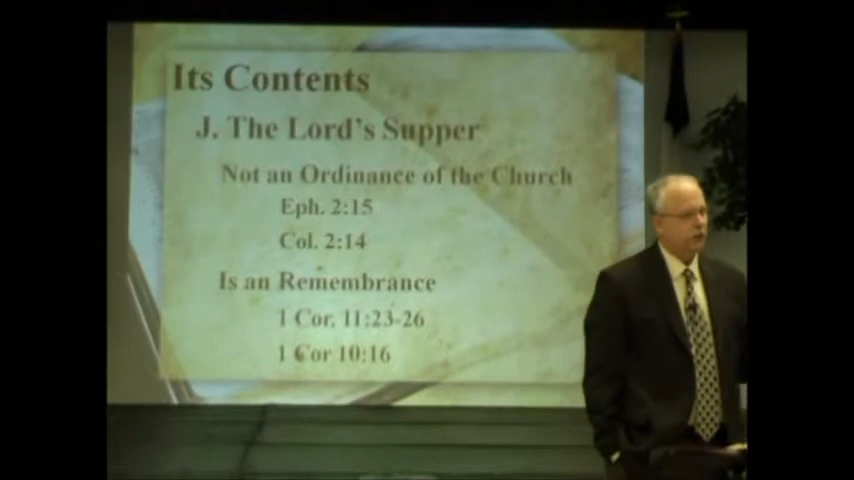 Its Contents
J. The Lord's Supper
Not an Ordinance of the Church
Eph. 2:15
Col. 2:14
Is an Remembrance
1 Cor. 11:23-26
1 Cor 10:16